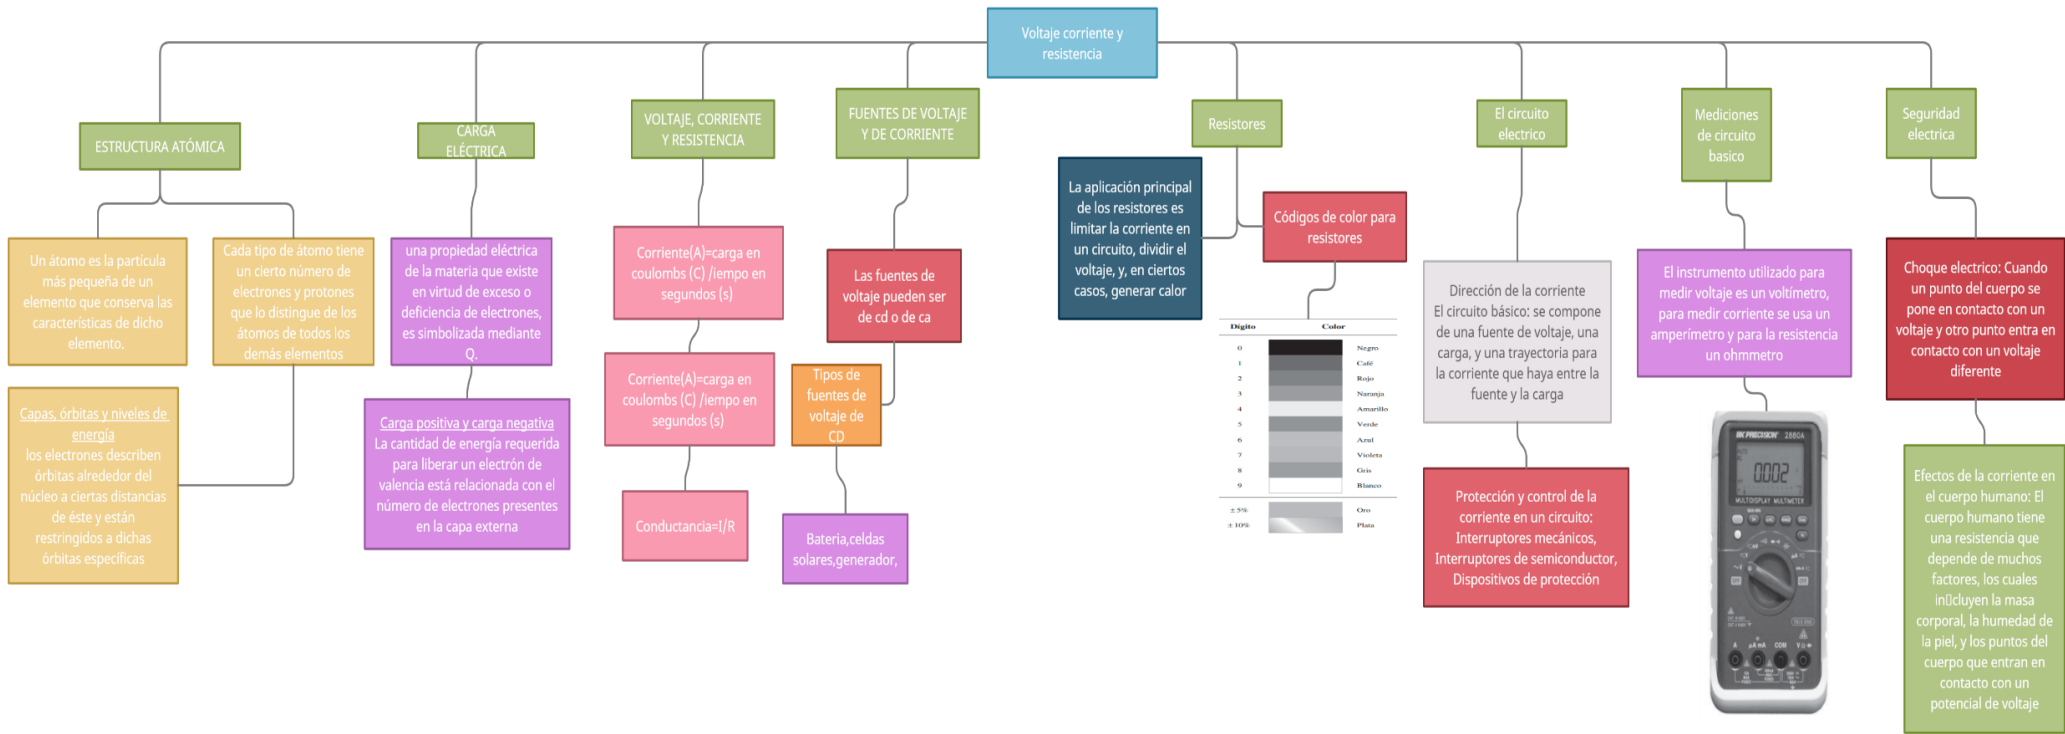 Voltaje corriente y
resistencia
ESTRUCTURA ATÓMICA
Un átomo es la partícula
más pequeña de un
elemento que conserva las
características de dicho
elemento.
Cada tipo de átomo tiene
un cierto número de
electrones y protones
que lo distingue de los
átomos de todos los
demás elementos
Capas, órbitas y niveles de
energía
los electrones describen
órbitas alrededor del
núcleo a ciertas distancias
de éste y están
restringidos a dichas
órbitas específicas
CARGA
ELÉCTRICA
una propiedad eléctrica
de la materia que existe
en virtud de exceso o
deficiencia de electrones,
es simbolizada mediante
Q.
Carga positiva y carga negativa
La cantidad de energía requerida
para liberar un electrón de
valencia está relacionada con el
número de electrones presentes
en la capa externa
VOLTAJE, CORRIENTE
Y RESISTENCIA
Corriente(A)=carga en
coulombs (C) /iempo en
segundos (s)
Corriente(A)=carga en
coulombs (C) /iempo en
segundos (s)
Conductancia=I/R
FUENTES DE VOLTAJE
Y DE CORRIENTE
Las fuentes de
voltaje pueden ser
de cd o de ca
Tipos de
fuentes de
voltaje de
CD
Bateria,celdas
solares,generador,
Resistores
La aplicación principal
de los resistores es
limitar la corriente en
un circuito, dividir el
voltaje, y, en ciertos
casos, generar calor
Códigos de color para
resistores
Dígito Color
0 Negro
1 Café
2 Rojo
3 Naranja
4 Amarillo
5 Verde
6 Azul
7 Violeta
8 Gris
9 Blanco
± 5% Oro
± 10% Plata
El circuito
electrico
Dirección de la corriente
El circuito básico: se compone
de una fuente de voltaje, una
carga, y una trayectoria para
la corriente que haya entre la
fuente y la carga
Protección y control de la
corriente en un circuito:
Interruptores mecánicos,
Interruptores de semiconductor,
Dispositivos de protección
Mediciones
de circuito
basico
El instrumento utilizado para
medir voltaje es un voltímetro,
para medir corriente se usa un
amperímetro y para la resistencia
un ohmmetro
BK PRECISION 2880A
0.002
MULTIDISPLAY MULTIMETER
A µA mA COM V
Seguridad
electrica
Choque electrico: Cuando
un punto del cuerpo se
pone en contacto con un
voltaje y otro punto entra en
contacto con un voltaje
diferente
Efectos de la corriente en
el cuerpo humano: El
cuerpo humano tiene
una resistencia que
depende de muchos
factores, los cuales
in▯cluyen la masa
corporal, la humedad de
la piel, y los puntos del
cuerpo que entran en
contacto con un
potencial de voltaje